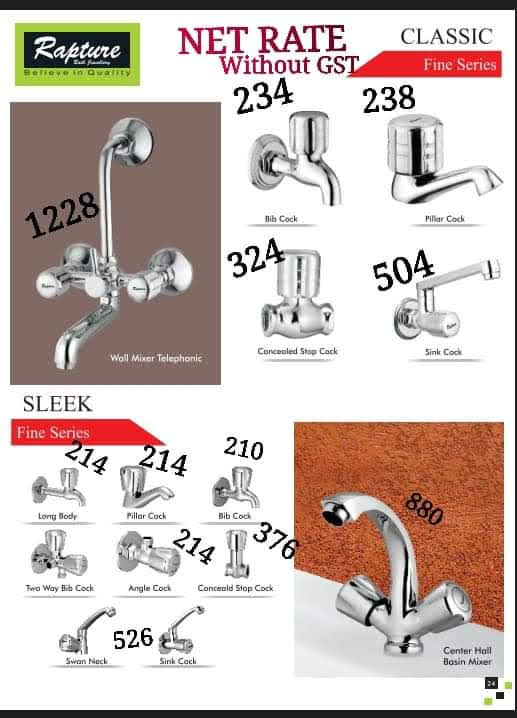 Rapture
Bath Jewellery
Believe in Quality
NET RATE
Without GST
CLASSIC
Fine Series
234
238
Bib Cock
Pillar Cock
1228
324
504
Wall Mixer Telephonic
Concealed Stop Cock
Sink Cock
SLEEK
Fine Series
214
214
210
Long Body
Pillar Cock
Bib Cock
214
376
Two Way Bib Cock
Angle Cock
Conceald Stop Cock
526
Swan Neck
Sink Cock
880
Center Hall
Basin Mixer
24